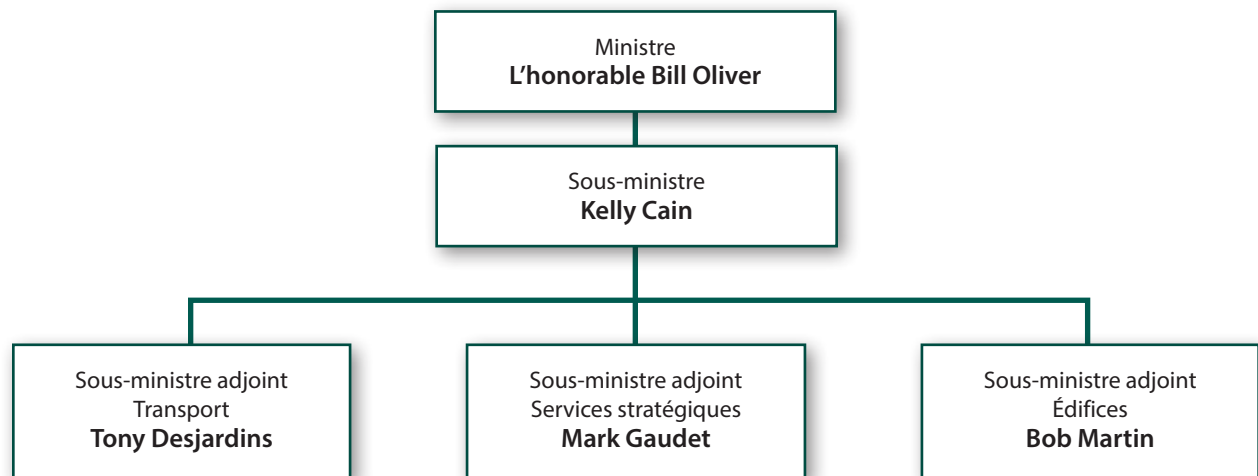 Ministre
L’honorable Bill Oliver
Sous-ministre
Kelly Cain
Sous-ministre adjoint
Transport
Tony Desjardins
Sous-ministre adjoint
Services stratégiques
Mark Gaudet
Sous-ministre adjoint
Édifices
Bob Martin